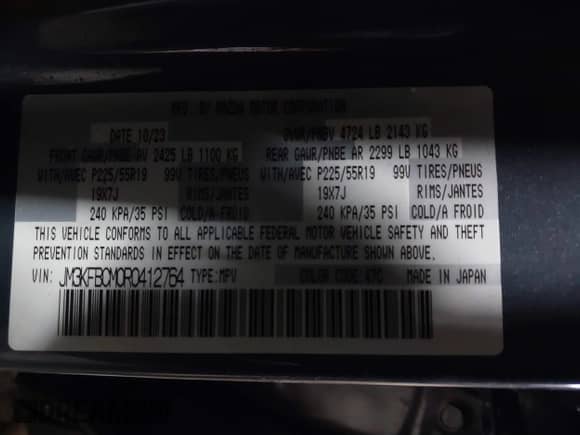 MFD. BY MAZDA MOTOR CORPORATION
DATE 10/23 GVWR/PNBV 4724 LB 2143 KG
FRONT GAWR/PNBE AV 2425 LB 1100 KG REAR GAWR/PNBE AR 2299 LB 1043 KG
WITH/AVEC P225/55R19 99V TIRES/PNEUS WITH/AVEC P225/55R19 99V TIRES/PNEUS
19X7J RIMS/JANTES 19X7J RIMS/JANTES
240 KPA/35 PSI COLD/A FROID 240 KPA/35 PSI COLD/A FROID
THIS VEHICLE CONFORMS TO ALL APPLICABLE FEDERAL MOTOR VEHICLE SAFETY AND THEFT
PREVENTION STANDARDS IN EFFECT ON THE DATE OF MANUFACTURE SHOWN ABOVE.
VIN: JM3KFBCM0R0412764 TYPE:MPV COLOR CODE:47C MADE IN JAPAN